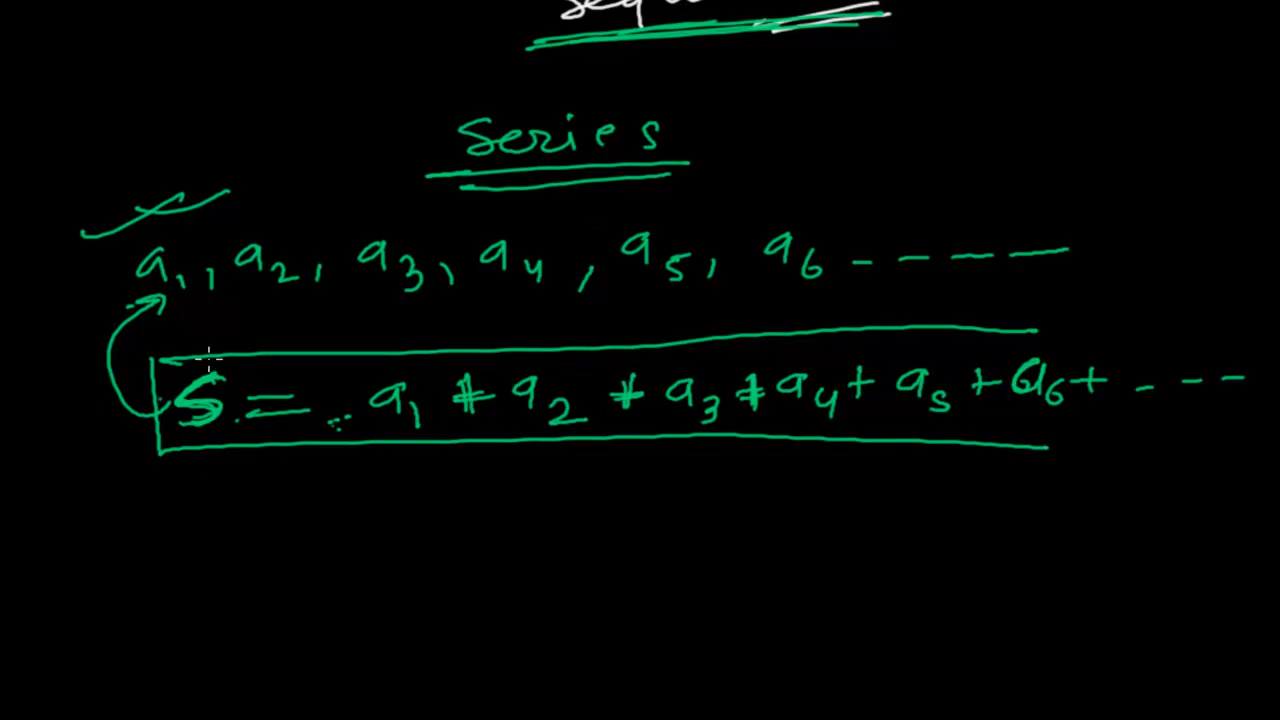 Series
a₁, a₂, a₃, a₄, a₅, a₆ - - - -
S = a₁ + a₂ + a₃ + a₄ + a₅ + a₆ + - - -